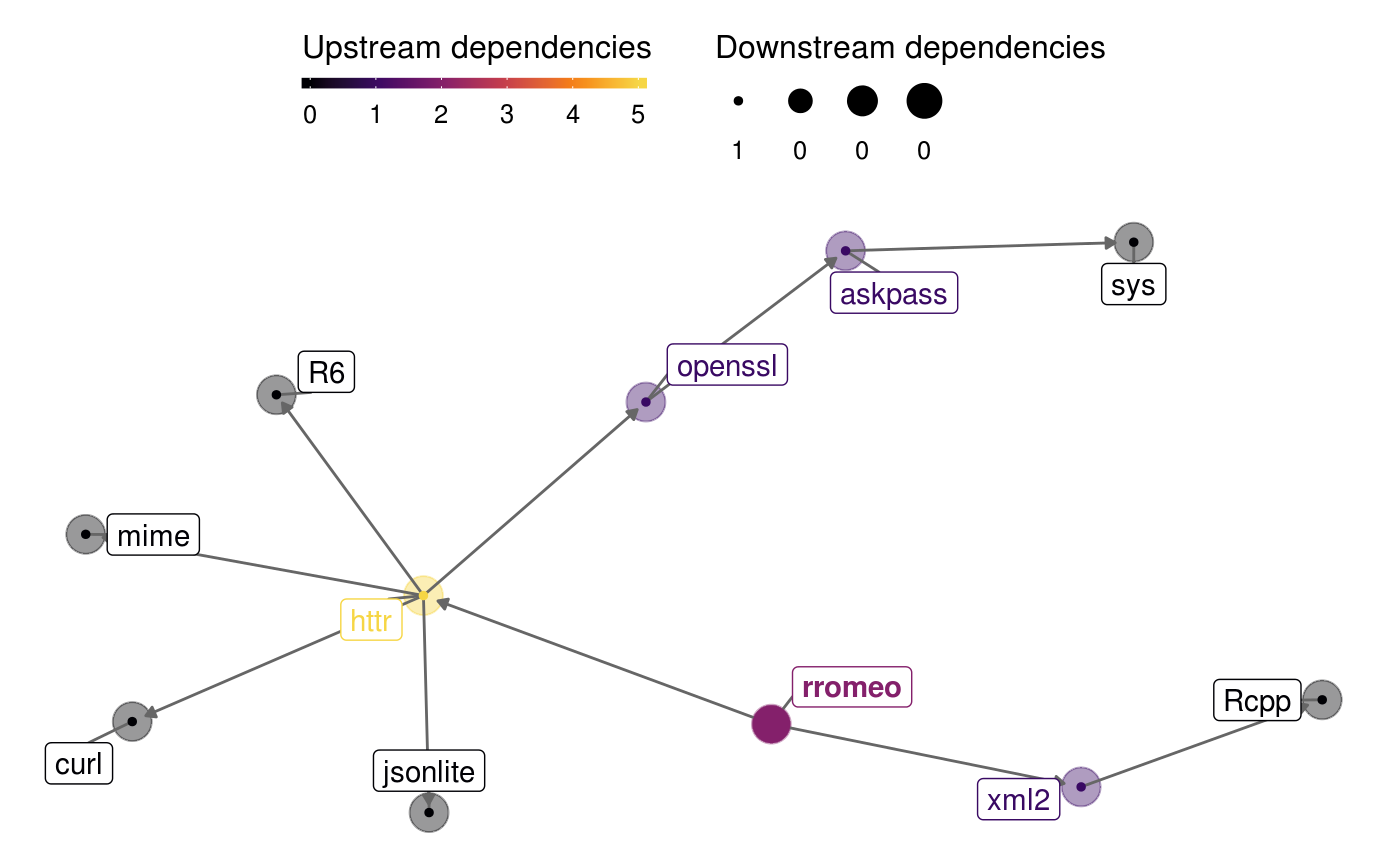 Upstream dependencies
0 1 2 3 4 5
Downstream dependencies
1 0 0 0
askpass
sys
openssl
R6
mime
httr
rromeo
Rcpp
curl
jsonlite
xml2